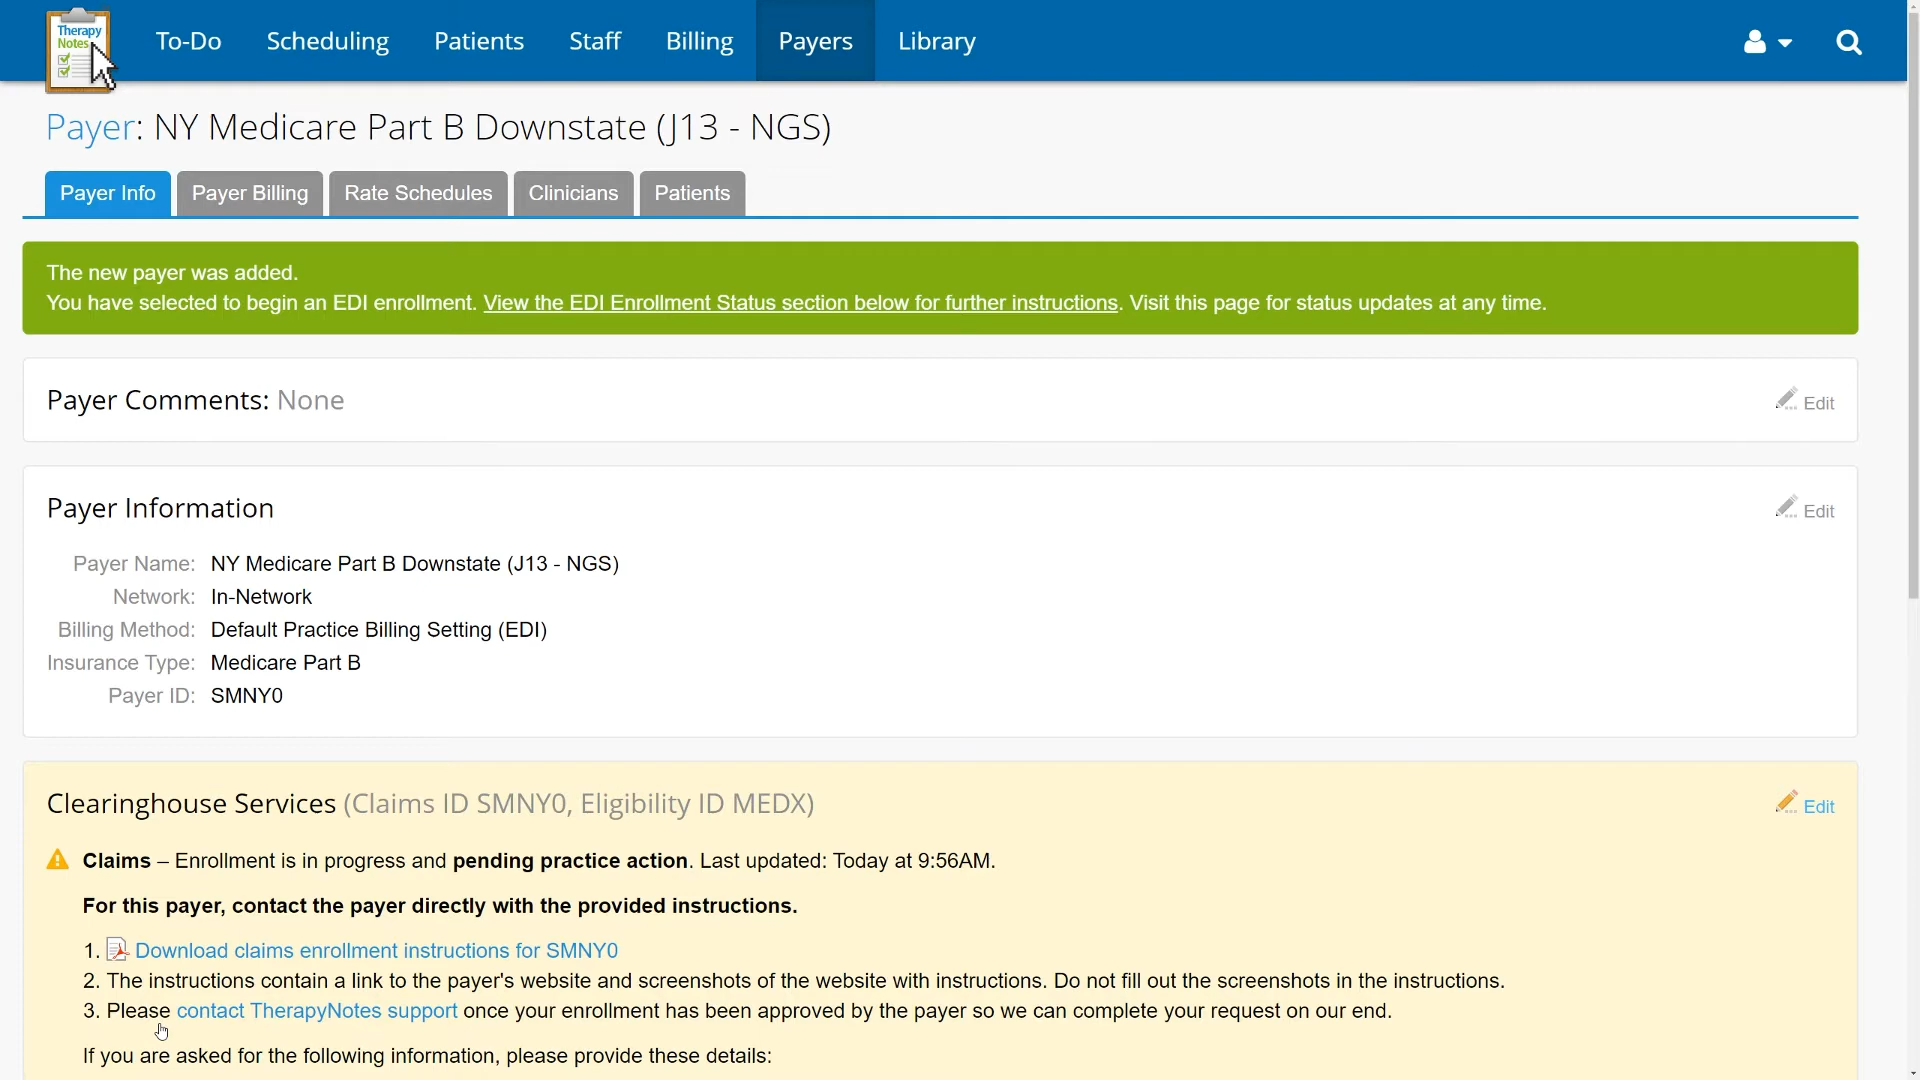 Therapy
Notes
To-Do
Scheduling
Patients
Staff
Billing
Payers
Library
Payer: NY Medicare Part B Downstate (J13 - NGS)
Payer Info
Payer Billing
Rate Schedules
Clinicians
Patients
The new payer was added.
You have selected to begin an EDI enrollment. View the EDI Enrollment Status section below for further instructions. Visit this page for status updates at any time.
Payer Comments: None
Edit
Payer Information
Edit
Payer Name: NY Medicare Part B Downstate (J13 - NGS)
Network: In-Network
Billing Method: Default Practice Billing Setting (EDI)
Insurance Type: Medicare Part B
Payer ID: SMNY0
Clearinghouse Services (Claims ID SMNY0, Eligibility ID MEDX)
Edit
Claims – Enrollment is in progress and pending practice action. Last updated: Today at 9:56AM.
For this payer, contact the payer directly with the provided instructions.
1. Download claims enrollment instructions for SMNY0
2. The instructions contain a link to the payer's website and screenshots of the website with instructions. Do not fill out the screenshots in the instructions.
3. Please contact TherapyNotes support once your enrollment has been approved by the payer so we can complete your request on our end.
If you are asked for the following information, please provide these details: